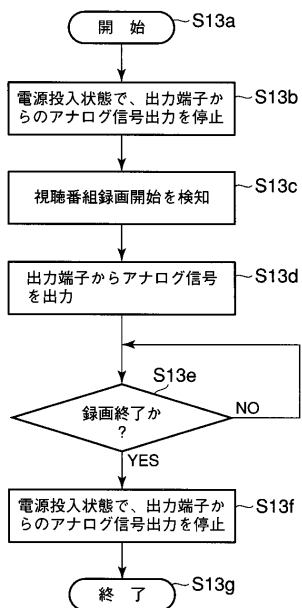 開 始
S13a
電源投入状態で、出力端子か
らのアナログ信号出力を停止
S13b
視聴番組録画開始を検知
S13c
出力端子からアナログ信号
を出力
S13d
S13e
録画終了か
?
NO
YES
電源投入状態で、出力端子か
らのアナログ信号出力を停止
S13f
終 了
S13g